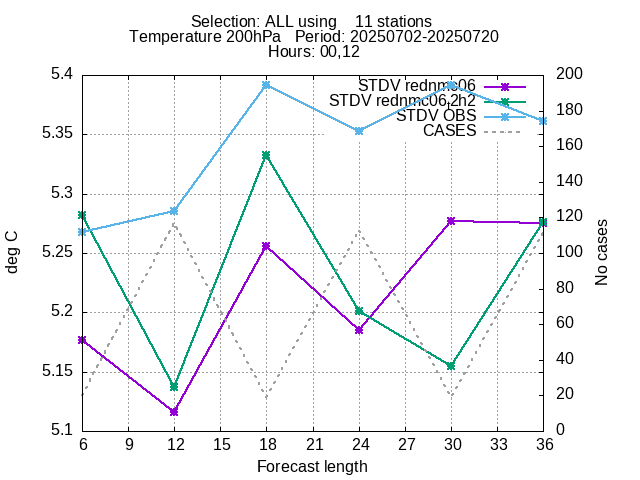 Selection: ALL using    11 stations
Temperature 200hPa   Period: 20250702-20250720
Hours: 00,12
STDV rednmc06
STDV rednmc06,2h2
STDV OBS
CASES
5.4
5.35
5.3
5.25
5.2
5.15
5.1
deg C
200
180
160
140
120
100
80
60
40
20
0
No cases
6 9 12 15 18 21 24 27 30 33 36
Forecast length